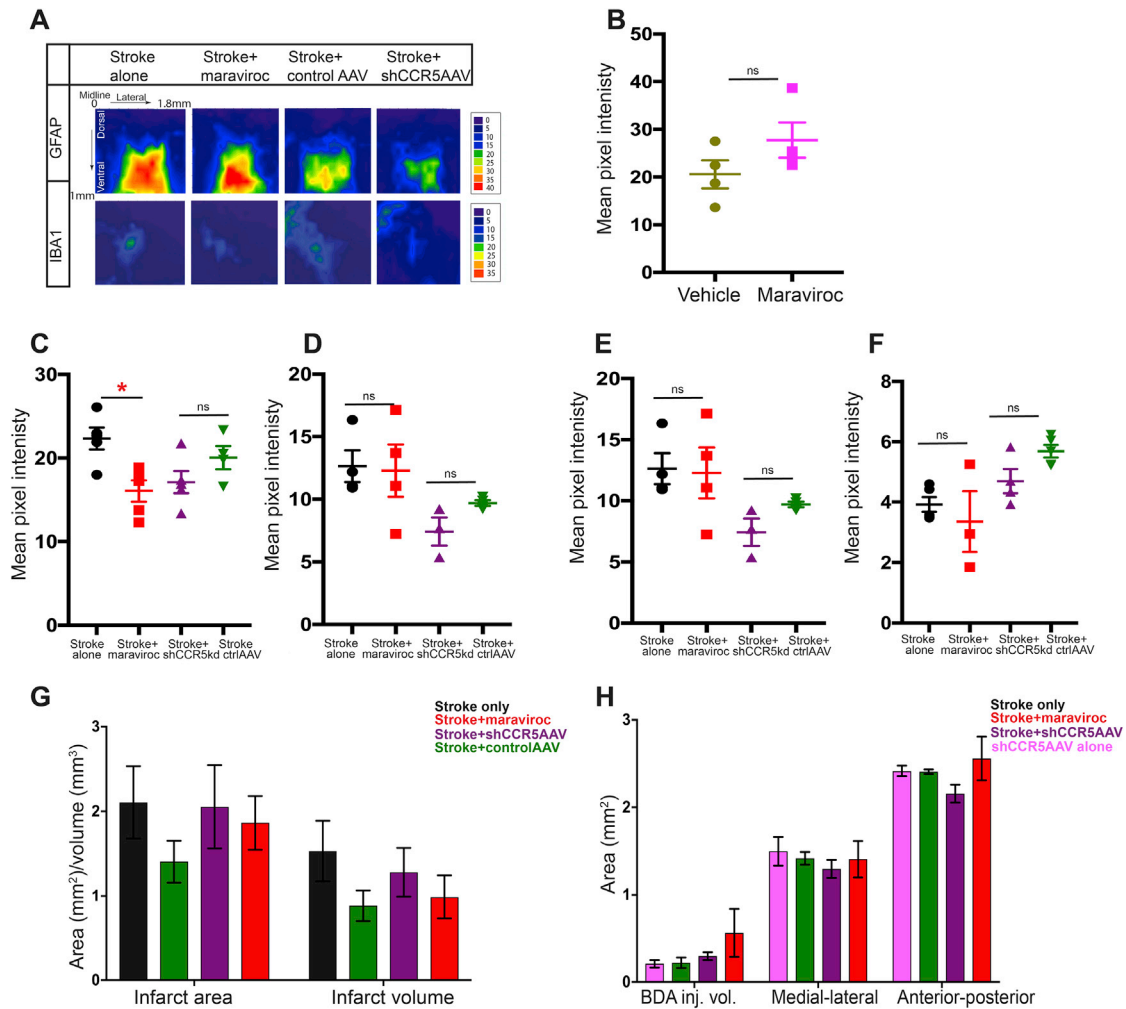 A
Stroke alone
Stroke+ maraviroc
Stroke+ control AAV
Stroke+ shCCR5AAV
Midline
0
Lateral
1.8mm
Dorsal
Ventral
1mm
GFAP
IBA1
0
5
10
15
20
25
30
35
40
0
5
10
15
20
25
30
35
B
Mean pixel intenisty
50
40
30
20
10
0
ns
Vehicle
Maraviroc
C
Mean pixel intenisty
30
20
10
0
*
ns
Stroke alone
Stroke+ maraviroc
Stroke+ shCCR5kd
Stroke+ ctrlAAV
D
20
15
10
5
0
ns
ns
Stroke alone
Stroke+ maraviroc
Stroke+ shCCR5kd
Stroke+ ctrlAAV
E
Mean pixel intenisty
20
15
10
5
0
ns
ns
Stroke alone
Stroke+ maraviroc
Stroke+ shCCR5kd
Stroke+ ctrlAAV
F
Mean pixel intenisty
8
6
4
2
0
ns
ns
Stroke alone
Stroke+ maraviroc
Stroke+ shCCR5kd
Stroke+ ctrlAAV
G
Stroke only
Stroke+maraviroc
Stroke+shCCR5AAV
Stroke+controlAAV
Area (mm²)/volume (mm³)
3
2
1
0
Infarct area
Infarct volume
H
Stroke only
Stroke+maraviroc
Stroke+shCCR5AAV
shCCR5AAV alone
Area (mm²)
3
2
1
0
BDA inj. vol.
Medial-lateral
Anterior-posterior